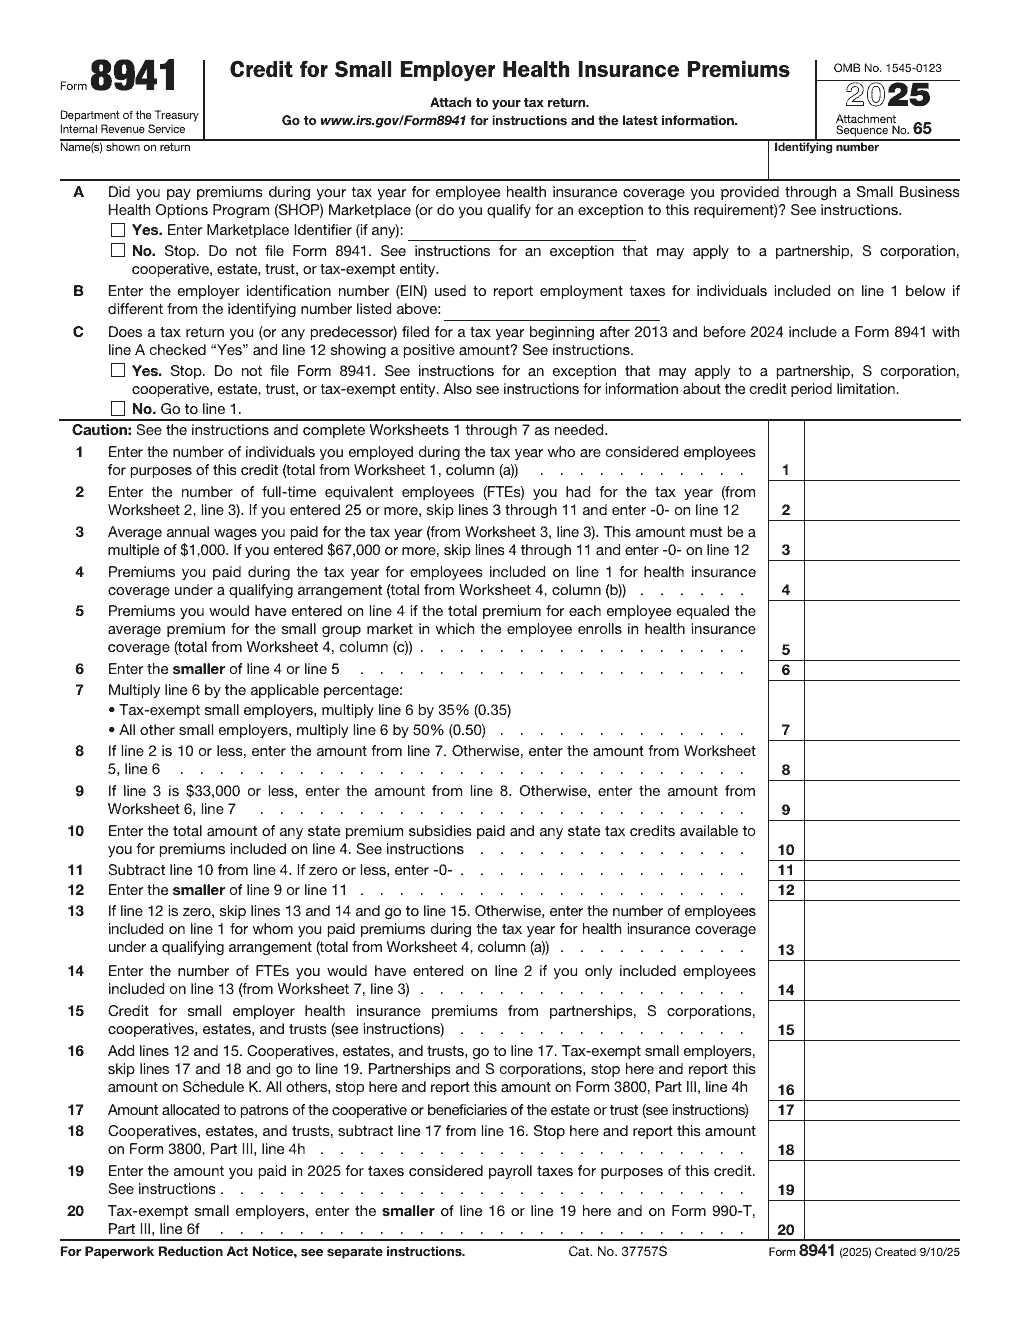 Form 8941
Department of the Treasury
Internal Revenue Service
Credit for Small Employer Health Insurance Premiums
Attach to your tax return.
Go to www.irs.gov/Form8941 for instructions and the latest information.
OMB No. 1545-0123
2025
Attachment
Sequence No. 65
Name(s) shown on return
Identifying number
A Did you pay premiums during your tax year for employee health insurance coverage you provided through a Small Business
Health Options Program (SHOP) Marketplace (or do you qualify for an exception to this requirement)? See instructions.
Yes. Enter Marketplace Identifier (if any):
No. Stop. Do not file Form 8941. See instructions for an exception that may apply to a partnership, S corporation,
cooperative, estate, trust, or tax-exempt entity.
B Enter the employer identification number (EIN) used to report employment taxes for individuals included on line 1 below if
different from the identifying number listed above:
C Does a tax return you (or any predecessor) filed for a tax year beginning after 2013 and before 2024 include a Form 8941 with
line A checked “Yes” and line 12 showing a positive amount? See instructions.
Yes. Stop. Do not file Form 8941. See instructions for an exception that may apply to a partnership, S corporation,
cooperative, estate, trust, or tax-exempt entity. Also see instructions for information about the credit period limitation.
No. Go to line 1.
Caution: See the instructions and complete Worksheets 1 through 7 as needed.
1 Enter the number of individuals you employed during the tax year who are considered employees
for purposes of this credit (total from Worksheet 1, column (a)) . . . . . . . . . . . 1
2 Enter the number of full-time equivalent employees (FTEs) you had for the tax year (from
Worksheet 2, line 3). If you entered 25 or more, skip lines 3 through 11 and enter -0- on line 12 2
3 Average annual wages you paid for the tax year (from Worksheet 3, line 3). This amount must be a
multiple of $1,000. If you entered $67,000 or more, skip lines 4 through 11 and enter -0- on line 12 3
4 Premiums you paid during the tax year for employees included on line 1 for health insurance
coverage under a qualifying arrangement (total from Worksheet 4, column (b)) . . . . . . 4
5 Premiums you would have entered on line 4 if the total premium for each employee equaled the
average premium for the small group market in which the employee enrolls in health insurance
coverage (total from Worksheet 4, column (c)) . . . . . . . . . . . . . . . . . 5
6 Enter the smaller of line 4 or line 5 . . . . . . . . . . . . . . . . . . . . 6
7 Multiply line 6 by the applicable percentage:
• Tax-exempt small employers, multiply line 6 by 35% (0.35)
• All other small employers, multiply line 6 by 50% (0.50) . . . . . . . . . . . . . 7
8 If line 2 is 10 or less, enter the amount from line 7. Otherwise, enter the amount from Worksheet
5, line 6 . . . . . . . . . . . . . . . . . . . . . . . . . . . . . 8
9 If line 3 is $33,000 or less, enter the amount from line 8. Otherwise, enter the amount from
Worksheet 6, line 7 . . . . . . . . . . . . . . . . . . . . . . . . . 9
10 Enter the total amount of any state premium subsidies paid and any state tax credits available to
you for premiums included on line 4. See instructions . . . . . . . . . . . . . . 10
11 Subtract line 10 from line 4. If zero or less, enter -0- . . . . . . . . . . . . . . . 11
12 Enter the smaller of line 9 or line 11 . . . . . . . . . . . . . . . . . . . . 12
13 If line 12 is zero, skip lines 13 and 14 and go to line 15. Otherwise, enter the number of employees
included on line 1 for whom you paid premiums during the tax year for health insurance coverage
under a qualifying arrangement (total from Worksheet 4, column (a)) . . . . . . . . . . 13
14 Enter the number of FTEs you would have entered on line 2 if you only included employees
included on line 13 (from Worksheet 7, line 3) . . . . . . . . . . . . . . . . . 14
15 Credit for small employer health insurance premiums from partnerships, S corporations,
cooperatives, estates, and trusts (see instructions) . . . . . . . . . . . . . . . 15
16 Add lines 12 and 15. Cooperatives, estates, and trusts, go to line 17. Tax-exempt small employers,
skip lines 17 and 18 and go to line 19. Partnerships and S corporations, stop here and report this
amount on Schedule K. All others, stop here and report this amount on Form 3800, Part III, line 4h 16
17 Amount allocated to patrons of the cooperative or beneficiaries of the estate or trust (see instructions) 17
18 Cooperatives, estates, and trusts, subtract line 17 from line 16. Stop here and report this amount
on Form 3800, Part III, line 4h . . . . . . . . . . . . . . . . . . . . . . 18
19 Enter the amount you paid in 2025 for taxes considered payroll taxes for purposes of this credit.
See instructions . . . . . . . . . . . . . . . . . . . . . . . . . . . 19
20 Tax-exempt small employers, enter the smaller of line 16 or line 19 here and on Form 990-T,
Part III, line 6f . . . . . . . . . . . . . . . . . . . . . . . . . . . 20
For Paperwork Reduction Act Notice, see separate instructions. Cat. No. 37757S Form 8941 (2025) Created 9/10/25